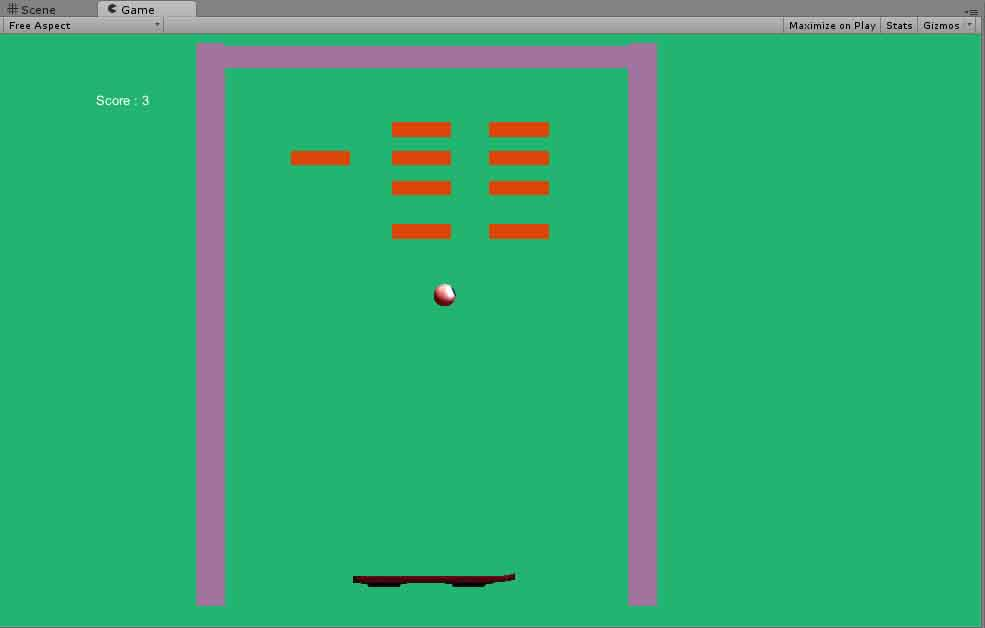 Scene Game
Free Aspect Maximize on Play Stats Gizmos
Score : 3